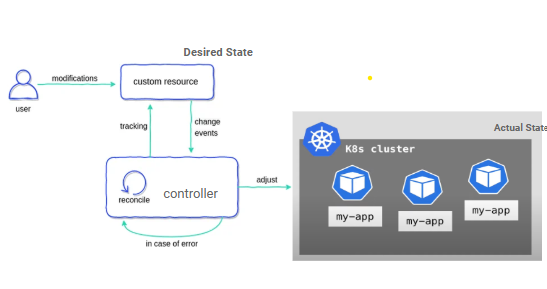 Desired State
modifications
custom resource
user
tracking
change
events
Actual State
K8s cluster
reconcile
controller
adjust
my-app
my-app
my-app
in case of error